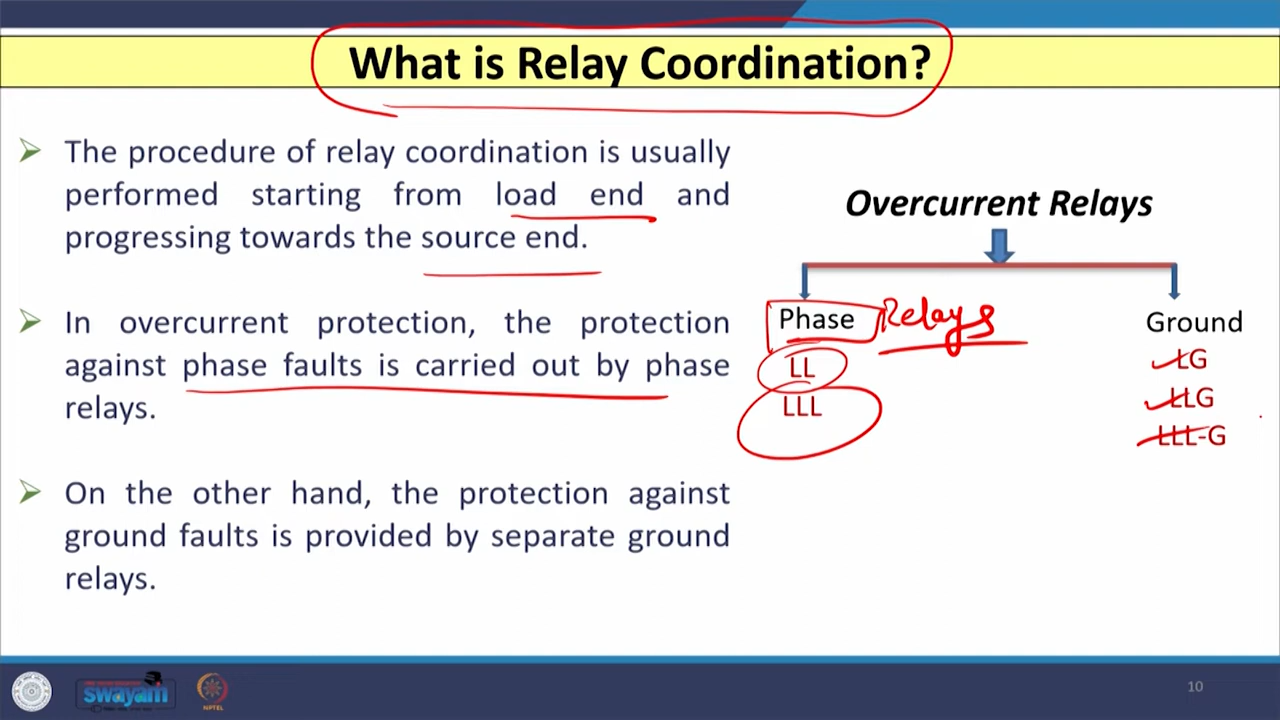 What is Relay Coordination?
The procedure of relay coordination is usually
performed starting from load end and
progressing towards the source end.
In overcurrent protection, the protection
against phase faults is carried out by phase
relays.
On the other hand, the protection against
ground faults is provided by separate ground
relays.
Overcurrent Relays
Phase Relays
LL
LLL
Ground
LG
LLG
LLL-G
swayam
NPTEL
10